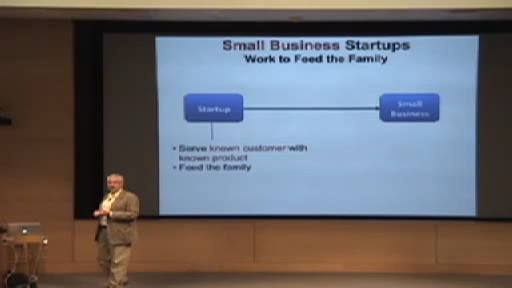 Small Business Startups
Work to Feed the Family
Startup
Small
Business
• Serve known customer with
known product
• Feed the family